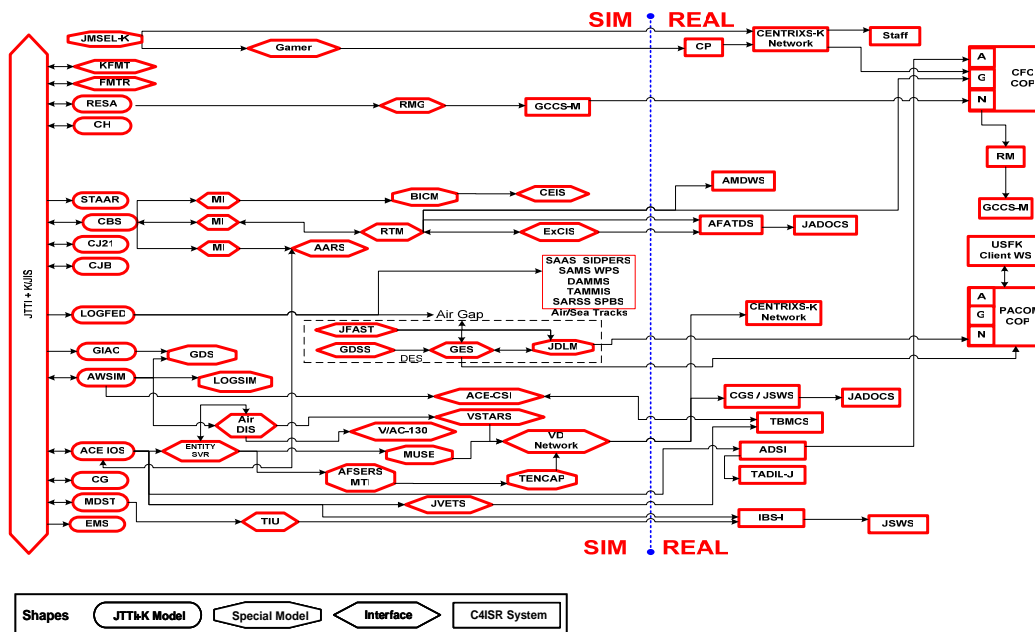 SIM REAL
JMSEL-K
Gamer
CP
CENTRIXS-K
Network
Staff
KFMT
FMTR
RESA
RMG
GCCS-M
CH
A
G
N
CFC
COP
RM
GCCS-M
STAAR
MI
BICM
CEIS
AMDWS
CBS
MI
RTM
ExCIS
AFATDS
JADOCS
CJ21
MI
AARS
CJB
USFK
Client WS
JTTI + K/JIS
SAAS SIDPERS
SAMS WPS
DAMMS
TAMMIS
SARSS SPBS
Air/Sea Tracks
LOGFED
Air Gap
CENTRIXS-K
Network
A
G
N
PACOM
COP
JFAST
GDSS
GES
JDLM
DES
GIAC
GDS
AWSIM
LOGSIM
ACE-CSI
CGS / JSWS
JADOCS
Air
DIS
VSTARS
V/AC-130
TBMCS
ACE IOS
ENTITY
SVR
MUSE
VD
Network
ADSI
CG
AFSERS
MTI
TENCAP
TADIL-J
MDST
JVETS
EMS
TIU
IBS-I
JSWS
SIM REAL
Shapes
JTTI-K Model
Special Model
Interface
C4ISR System